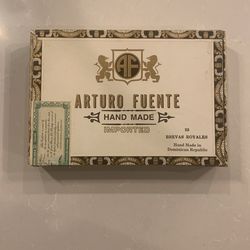 AF
ARTURO FUENTE
HAND MADE
IMPORTED
25
BREVAS ROYALES
Hand Made in
Dominican Republic